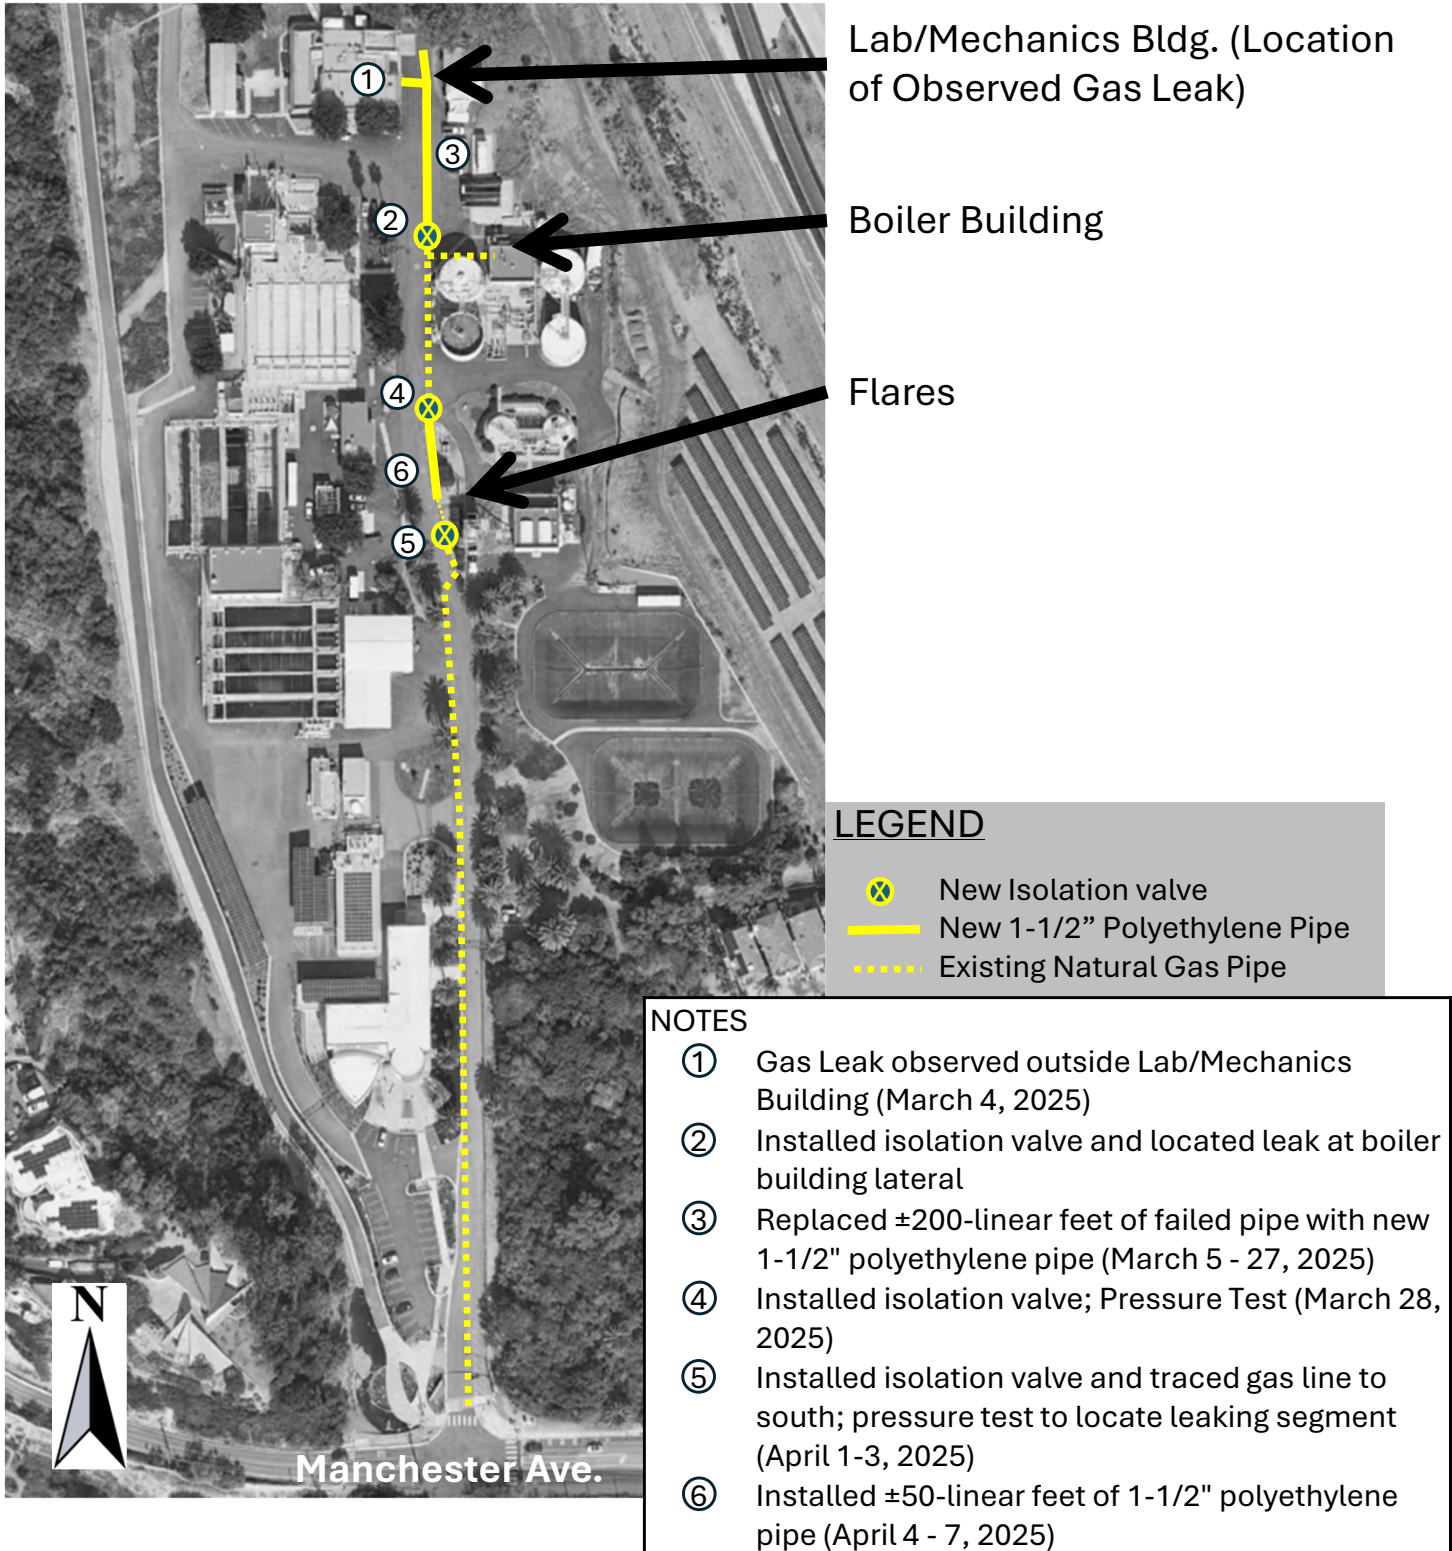 Lab/Mechanics Bldg. (Location
of Observed Gas Leak)
1
3
2
Boiler Building
4
Flares
6
5
LEGEND
New Isolation valve
New 1-1/2” Polyethylene Pipe
Existing Natural Gas Pipe
NOTES
1 Gas Leak observed outside Lab/Mechanics
Building (March 4, 2025)
2 Installed isolation valve and located leak at boiler
building lateral
3 Replaced ±200-linear feet of failed pipe with new
1-1/2" polyethylene pipe (March 5 - 27, 2025)
4 Installed isolation valve; Pressure Test (March 28,
2025)
5 Installed isolation valve and traced gas line to
south; pressure test to locate leaking segment
(April 1-3, 2025)
6 Installed ±50-linear feet of 1-1/2" polyethylene
pipe (April 4 - 7, 2025)
N
Manchester Ave.